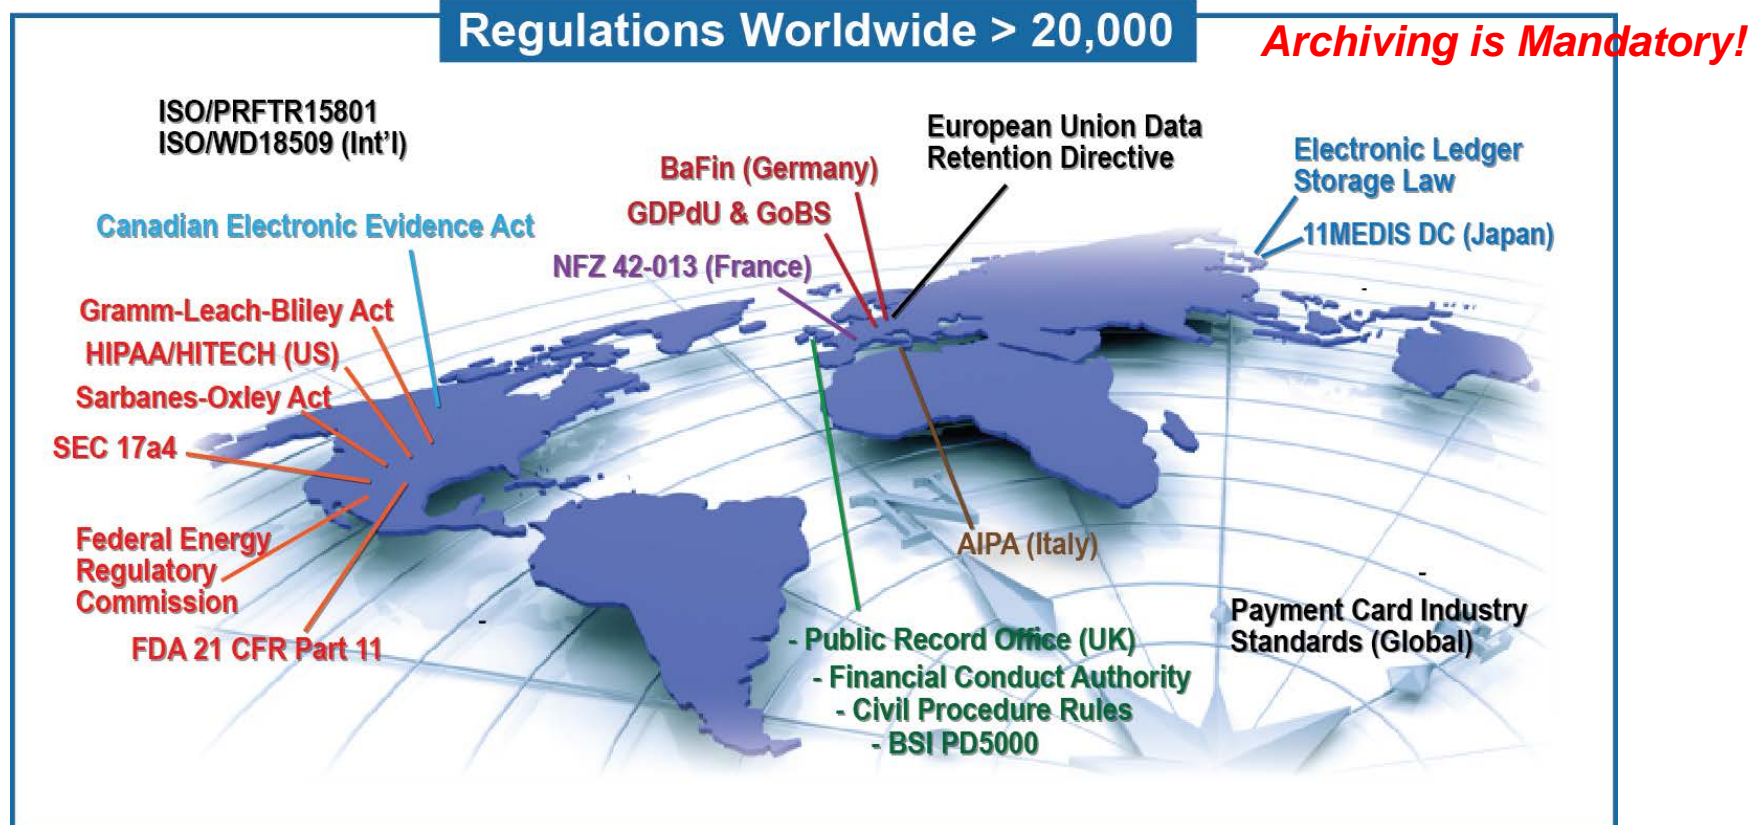 Regulations Worldwide > 20,000
Archiving is Mandatory!
ISO/PRFTR15801
ISO/WD18509 (Int'l)
European Union Data
Retention Directive
Electronic Ledger
Storage Law
BaFin (Germany)
GDPdU & GoBS
Canadian Electronic Evidence Act
11MEDIS DC (Japan)
NFZ 42-013 (France)
Gramm-Leach-Bliley Act
HIPAA/HITECH (US)
Sarbanes-Oxley Act
SEC 17a4
Federal Energy
Regulatory
Commission
FDA 21 CFR Part 11
AIPA (Italy)
- Public Record Office (UK)
- Financial Conduct Authority
- Civil Procedure Rules
- BSI PD5000
Payment Card Industry
Standards (Global)
N